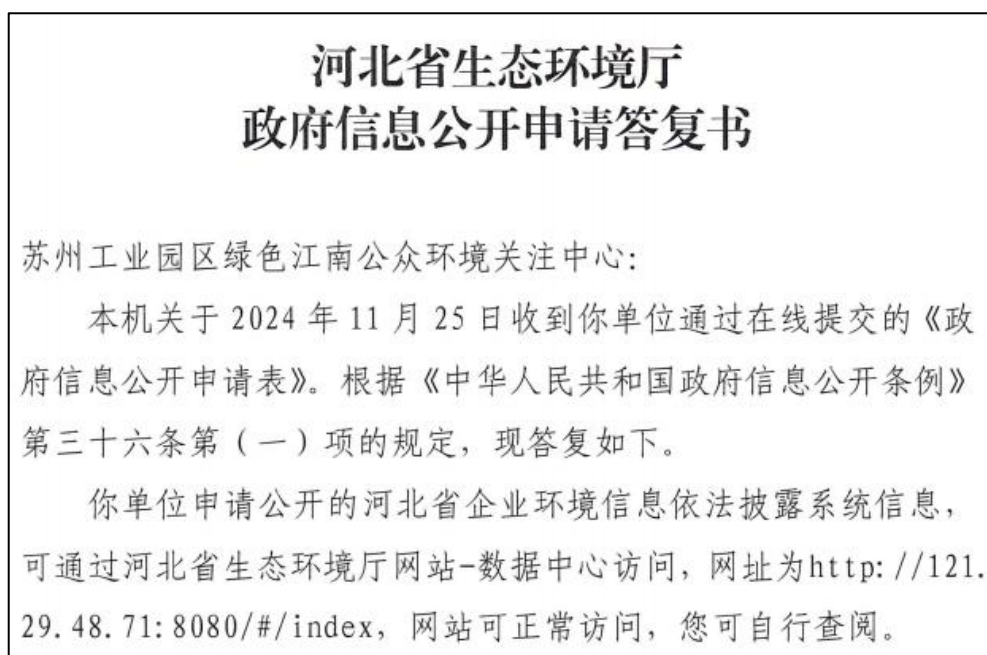 河北省生态环境厅
政府信息公开申请答复书
苏州工业园区绿色江南公众环境关注中心:
本机关于 2024 年 11 月 25 日收到你单位通过在线提交的《政
府信息公开申请表》。根据《中华人民共和国政府信息公开条例》
第三十六条第（一）项的规定，现答复如下。
你单位申请公开的河北省企业环境信息依法披露系统信息，
可通过河北省生态环境厅网站-数据中心访问，网址为http: //121.
29.48.71:8080/#/index，网站可正常访问，您可自行查阅。